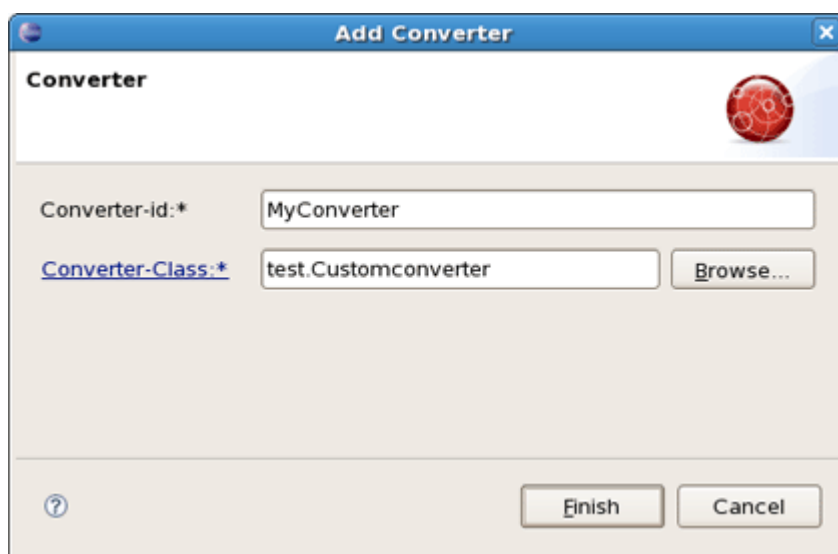 Add Converter
Converter
Converter-id:* MyConverter
Converter-Class:* test.Customconverter Browse...
? Finish Cancel